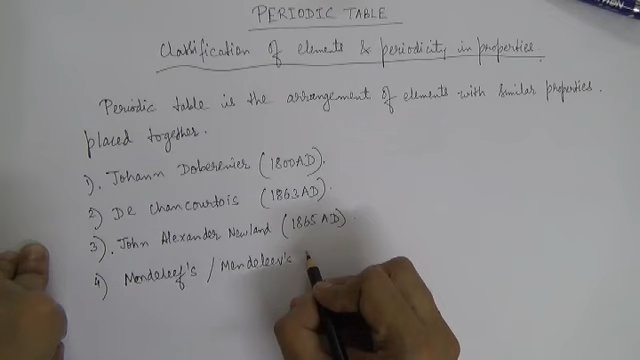 PERIODIC TABLE
Classification of elements & periodicity in properties.
Periodic table is the arrangement of elements with similar properties.
placed together.
1). Johann Doberenier (1800AD).
2) De Chancourtois (1863AD).
3). John Alexander Newland (1865 AD).
4) Mendeleef's / Mendeleev's